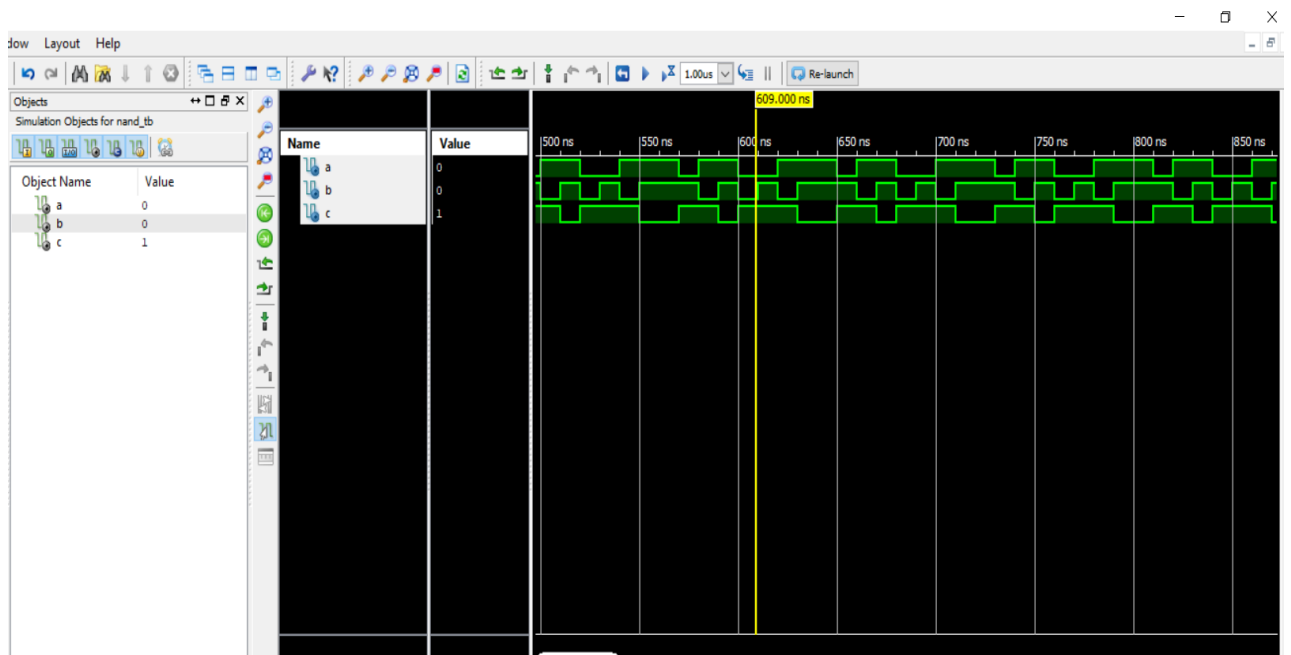 dow Layout Help
1.00us Re-launch
Objects
Simulation Objects for nand_tb
Object Name Value
a 0
b 0
c 1
609.000 ns
Name Value
500 ns 550 ns 600 ns 650 ns 700 ns 750 ns 800 ns 850 ns
a 0
b 0
c 1